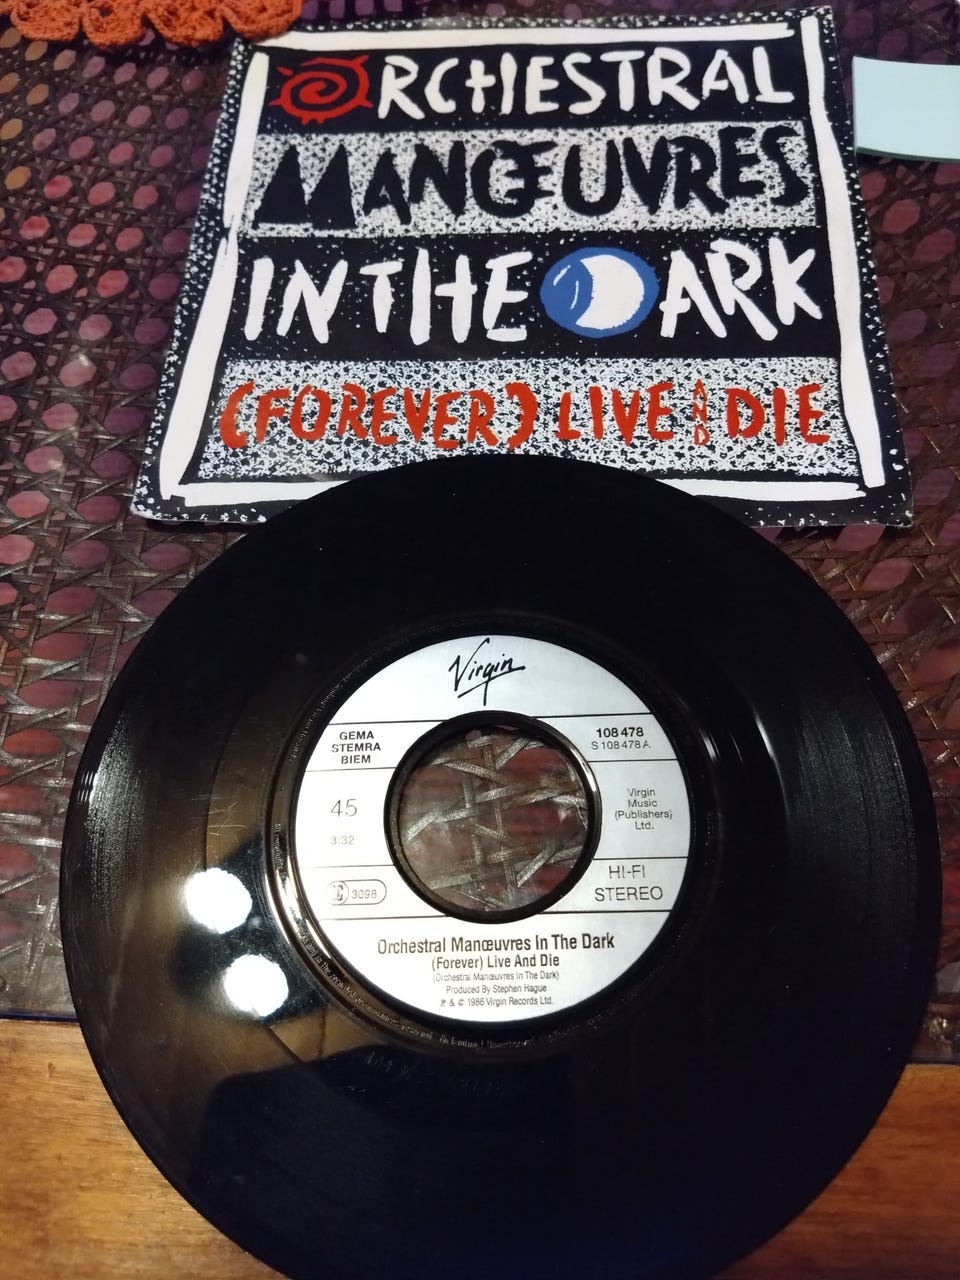 ORCHESTRAL
MANŒUVRES
IN THE DARK
(FOREVER) LIVE AND DIE
Virgin
GEMA
STEMRA
BIEM
45
3:32
3098
108 478
S 108 478 A
Virgin
Music
(Publishers)
Ltd.
HI-FI
STEREO
Orchestral Manœuvres In The Dark
(Forever) Live And Die
(Orchestral Manœuvres In The Dark)
Produced By Stephen Hague
℗ & © 1986 Virgin Records Ltd.